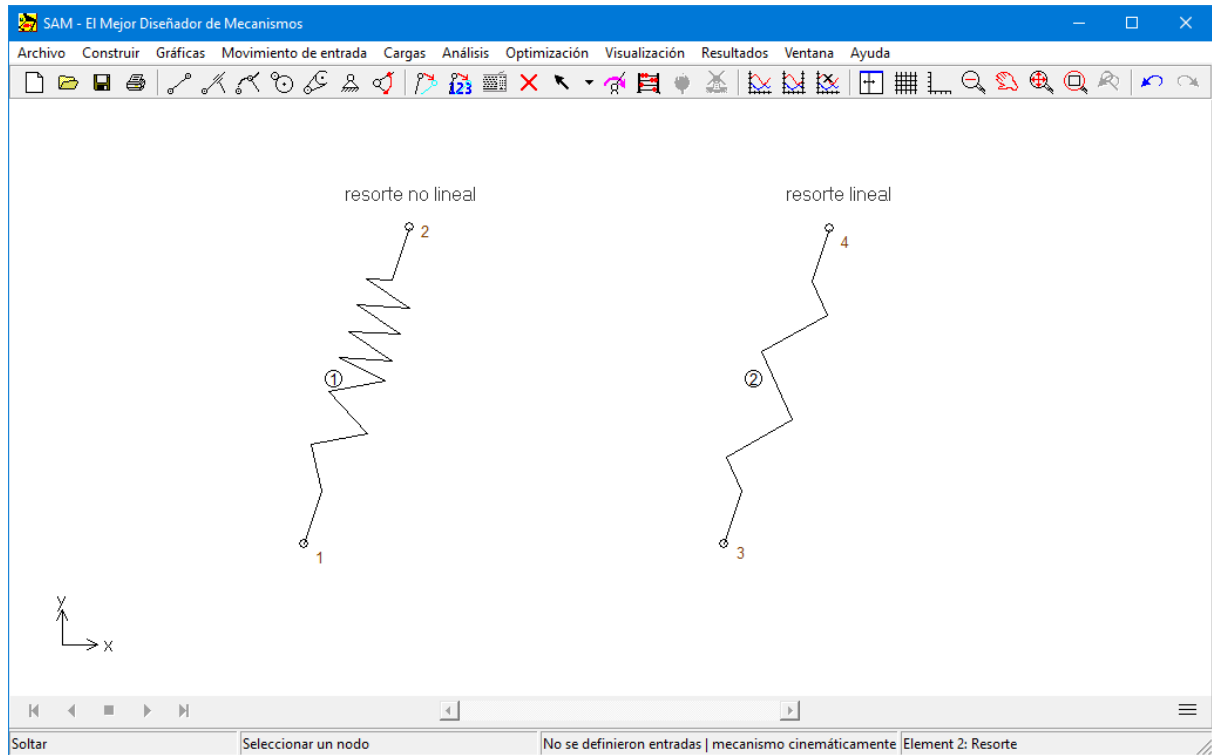 SAM - El Mejor Diseñador de Mecanismos
Archivo Construir Gráficas Movimiento de entrada Cargas Análisis Optimización Visualización Resultados Ventana Ayuda
123
resorte no lineal
resorte lineal
2
4
1
2
1
3
y
x
Soltar
Seleccionar un nodo
No se definieron entradas | mecanismo cinemáticamente
Element 2: Resorte